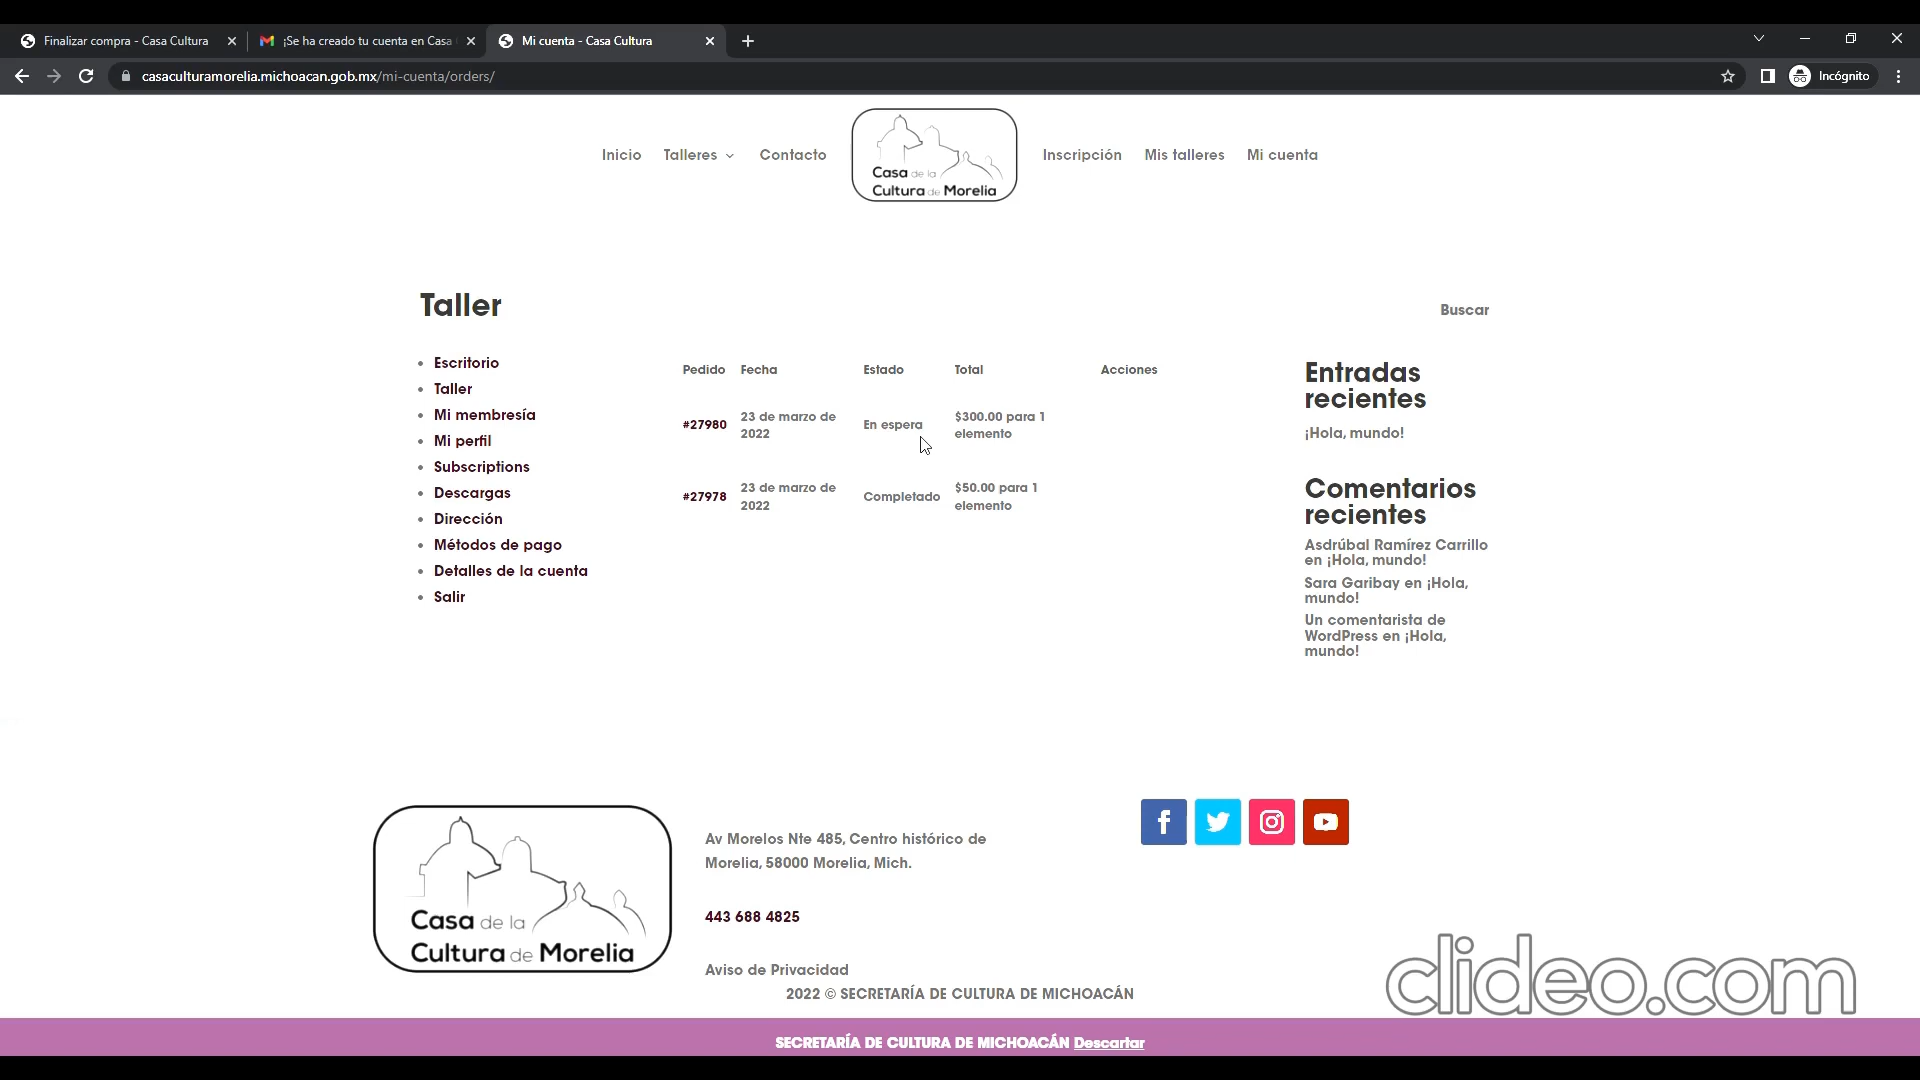 Finalizar compra - Casa Cultura
¡Se ha creado tu cuenta en Casa
Mi cuenta - Casa Cultura
casaculturamorelia.michoacan.gob.mx/mi-cuenta/orders/
Incógnito
Inicio
Talleres
Contacto
Casa de la
Cultura de Morelia
Inscripción
Mis talleres
Mi cuenta
Taller
Buscar
Escritorio
Taller
Mi membresía
Mi perfil
Subscriptions
Descargas
Dirección
Métodos de pago
Detalles de la cuenta
Salir
Pedido Fecha Estado Total Acciones
#27980 23 de marzo de 2022 En espera $300.00 para 1 elemento
#27978 23 de marzo de 2022 Completado $50.00 para 1 elemento
Entradas
recientes
¡Hola, mundo!
Comentarios
recientes
Asdrúbal Ramírez Carrillo
en ¡Hola, mundo!
Sara Garibay en ¡Hola,
mundo!
Un comentarista de
WordPress en ¡Hola,
mundo!
Casa de la
Cultura de Morelia
Av Morelos Nte 485, Centro histórico de
Morelia, 58000 Morelia, Mich.
443 688 4825
Aviso de Privacidad
2022 © SECRETARÍA DE CULTURA DE MICHOACÁN
clideo.com
SECRETARÍA DE CULTURA DE MICHOACÁN Descartar